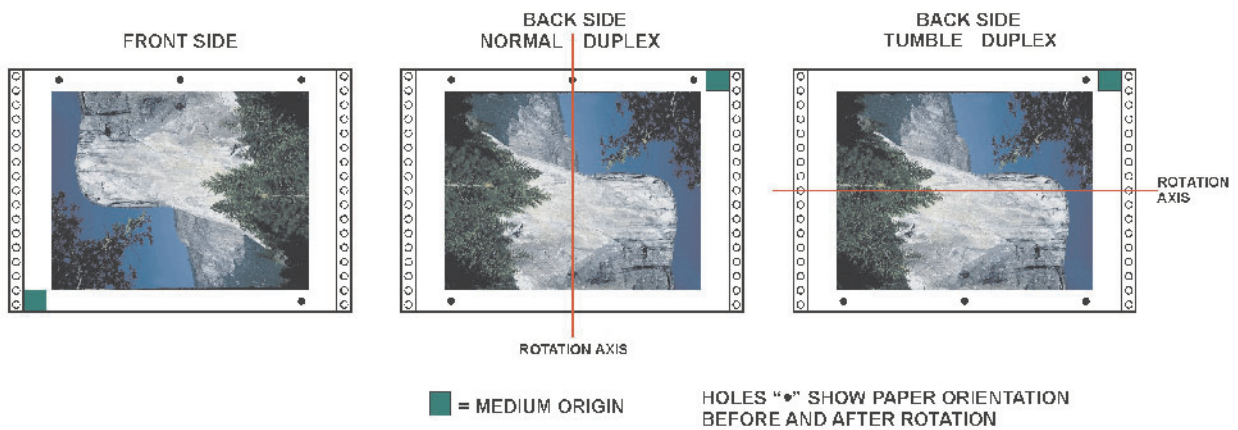 FRONT SIDE
BACK SIDE
NORMAL DUPLEX
BACK SIDE
TUMBLE DUPLEX
ROTATION
AXIS
ROTATION AXIS
= MEDIUM ORIGIN
HOLES “•” SHOW PAPER ORIENTATION
BEFORE AND AFTER ROTATION